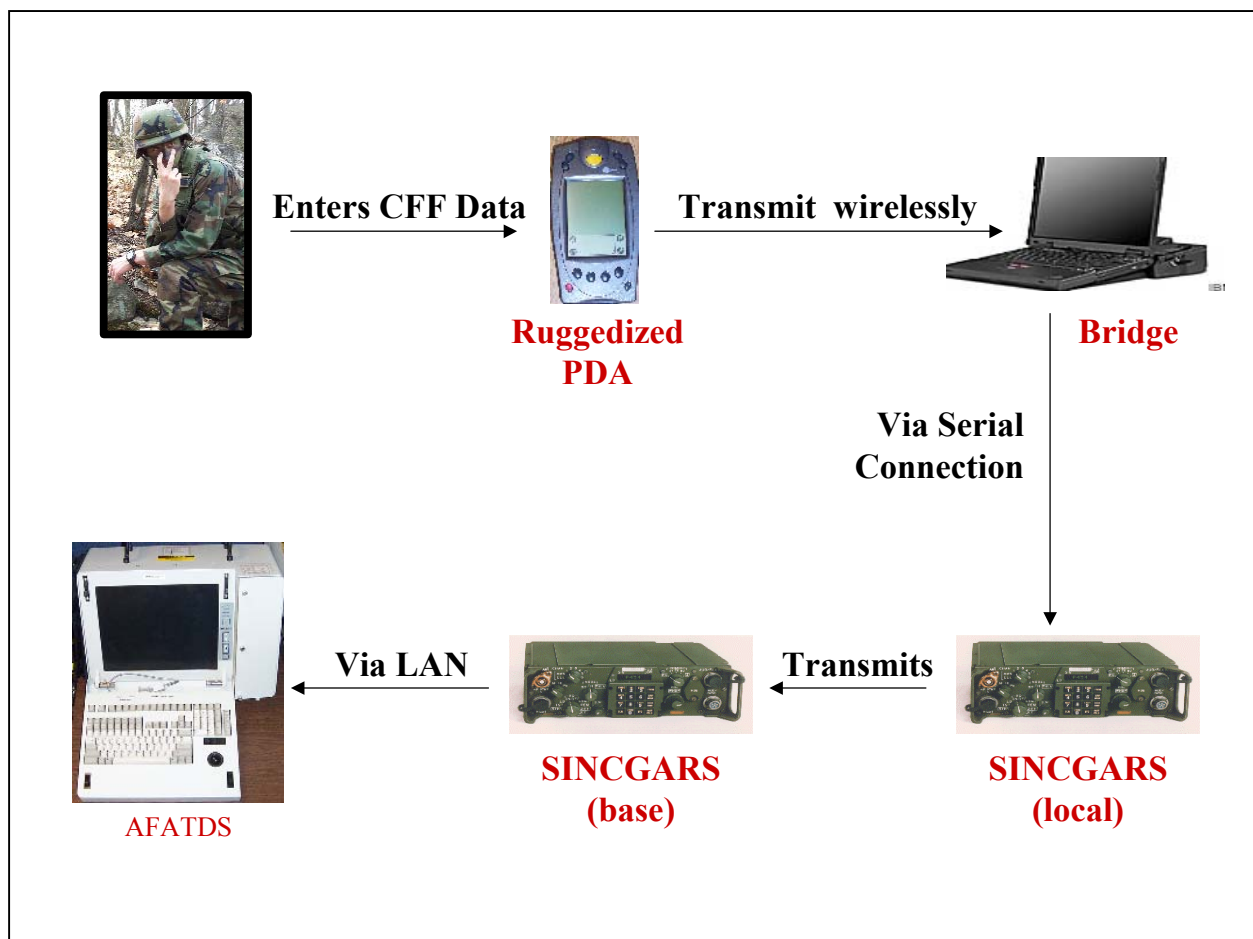 Enters CFF Data
Transmit wirelessly
Ruggedized
PDA
Bridge
Via Serial
Connection
Via LAN
Transmits
SINCGARS
(base)
SINCGARS
(local)
AFATDS